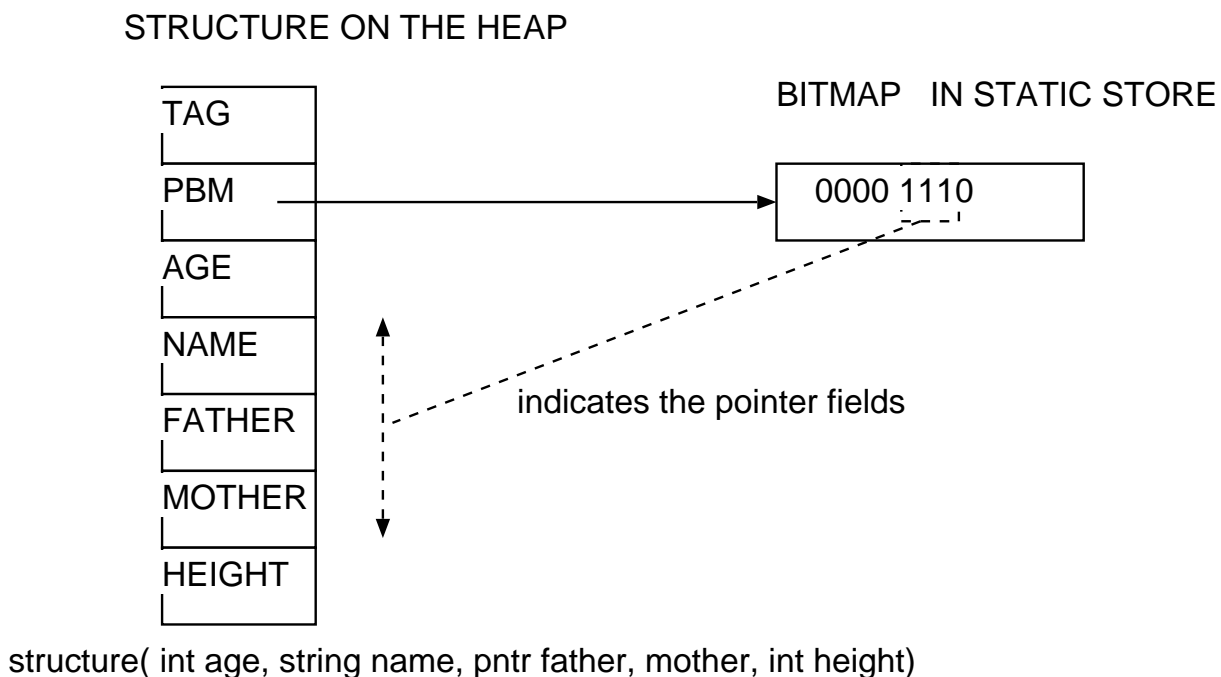 STRUCTURE ON THE HEAP
BITMAP IN STATIC STORE
TAG
PBM
0000 1110
AGE
NAME
indicates the pointer fields
FATHER
MOTHER
HEIGHT
structure( int age, string name, pntr father, mother, int height)